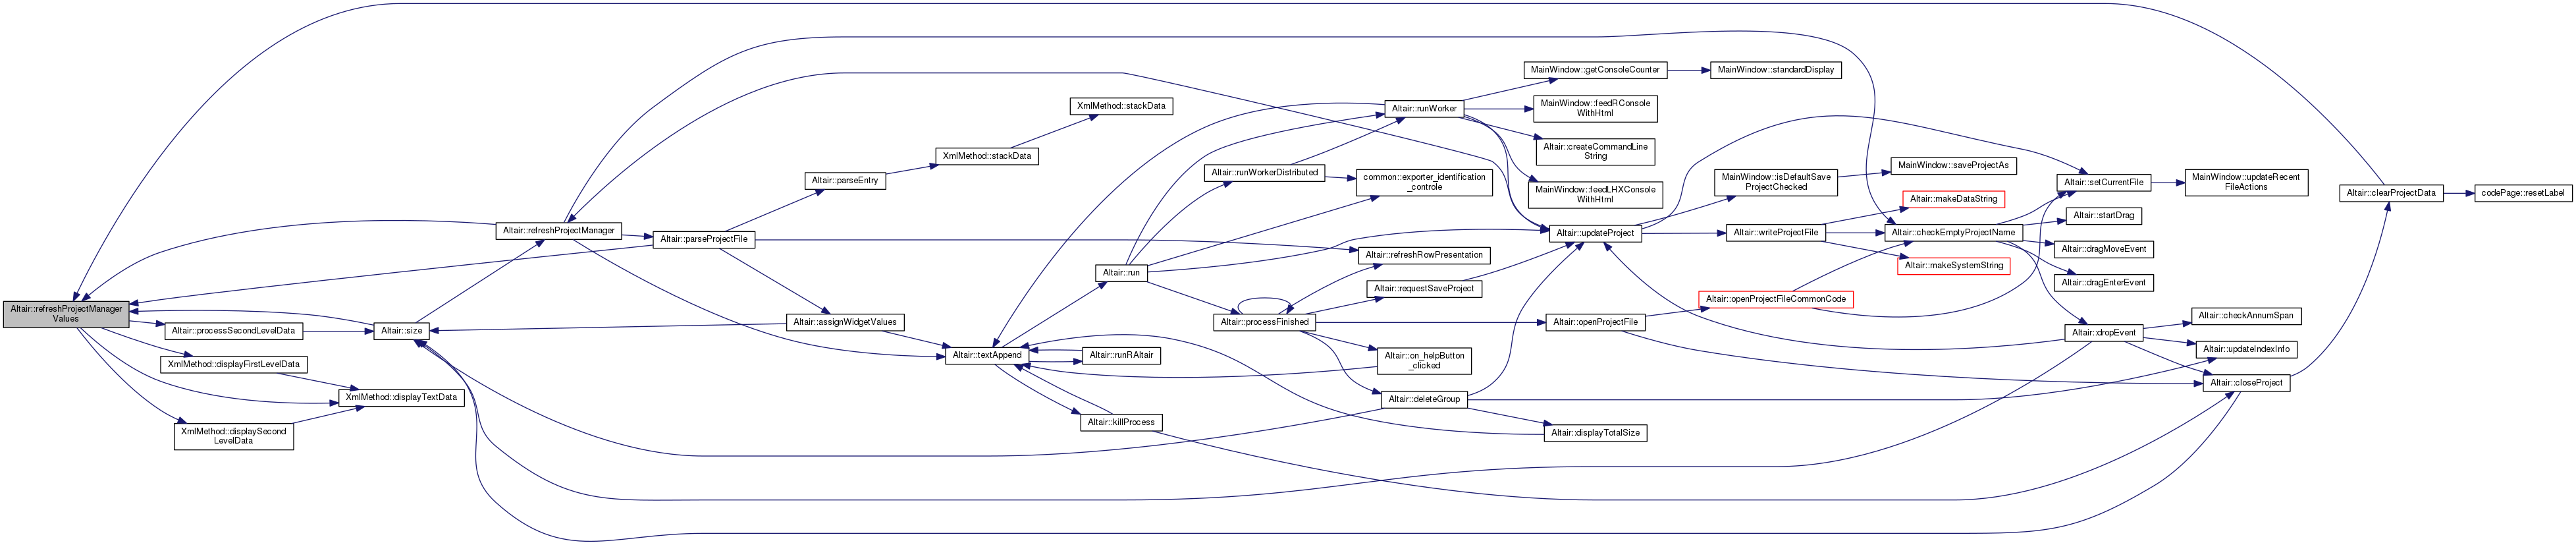 Altair::refreshProjectManager
Values
Altair::processSecondLevelData
XmlMethod::displayFirstLevelData
XmlMethod::displaySecond
LevelData
Altair::size
XmlMethod::displayTextData
Altair::refreshProjectManager
Altair::parseProjectFile
Altair::parseEntry
Altair::assignWidgetValues
XmlMethod::stackData
XmlMethod::stackData
Altair::textAppend
Altair::run
Altair::runRAltair
Altair::killProcess
Altair::runWorkerDistributed
Altair::processFinished
Altair::runWorker
common::exporter_identification
_controle
Altair::refreshRowPresentation
Altair::requestSaveProject
Altair::on_helpButton
_clicked
Altair::deleteGroup
MainWindow::getConsoleCounter
MainWindow::feedRConsole
WithHtml
Altair::createCommandLine
String
MainWindow::feedLHXConsole
WithHtml
Altair::updateProject
Altair::openProjectFile
Altair::displayTotalSize
MainWindow::standardDisplay
MainWindow::isDefaultSave
ProjectChecked
Altair::writeProjectFile
Altair::openProjectFileCommonCode
MainWindow::saveProjectAs
Altair::makeDataString
Altair::checkEmptyProjectName
Altair::makeSystemString
Altair::setCurrentFile
Altair::startDrag
Altair::dragMoveEvent
Altair::dragEnterEvent
Altair::dropEvent
MainWindow::updateRecent
FileActions
Altair::checkAnnumSpan
Altair::updateIndexInfo
Altair::closeProject
Altair::clearProjectData
codePage::resetLabel